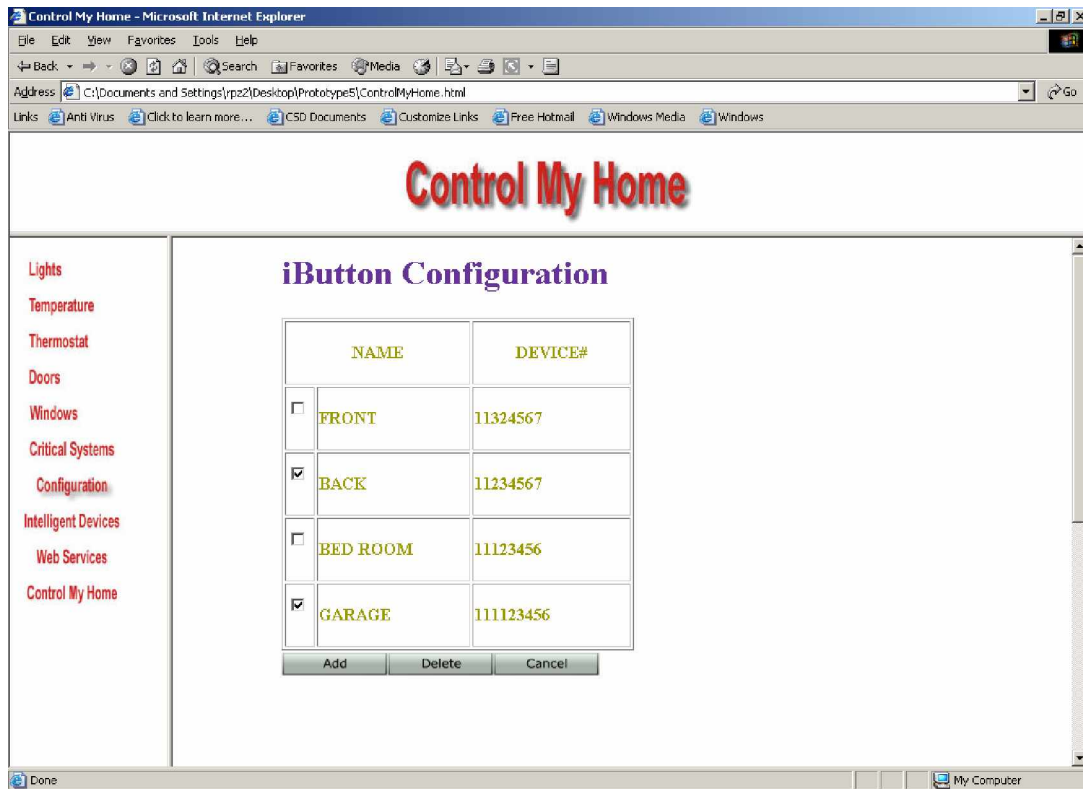 Control My Home - Microsoft Internet Explorer
File Edit View Favorites Tools Help
Back Search Favorites Media
Address C:\Documents and Settings\rpz2\Desktop\Prototype5\ControlMyHome.html Go
Links Anti Virus Click to learn more... CSD Documents Customize Links Free Hotmail Windows Media Windows
Control My Home
Lights
Temperature
Thermostat
Doors
Windows
Critical Systems
Configuration
Intelligent Devices
Web Services
Control My Home
iButton Configuration
NAME DEVICE#
FRONT 11324567
BACK 11234567
BED ROOM 11123456
GARAGE 111123456
Add Delete Cancel
Done My Computer